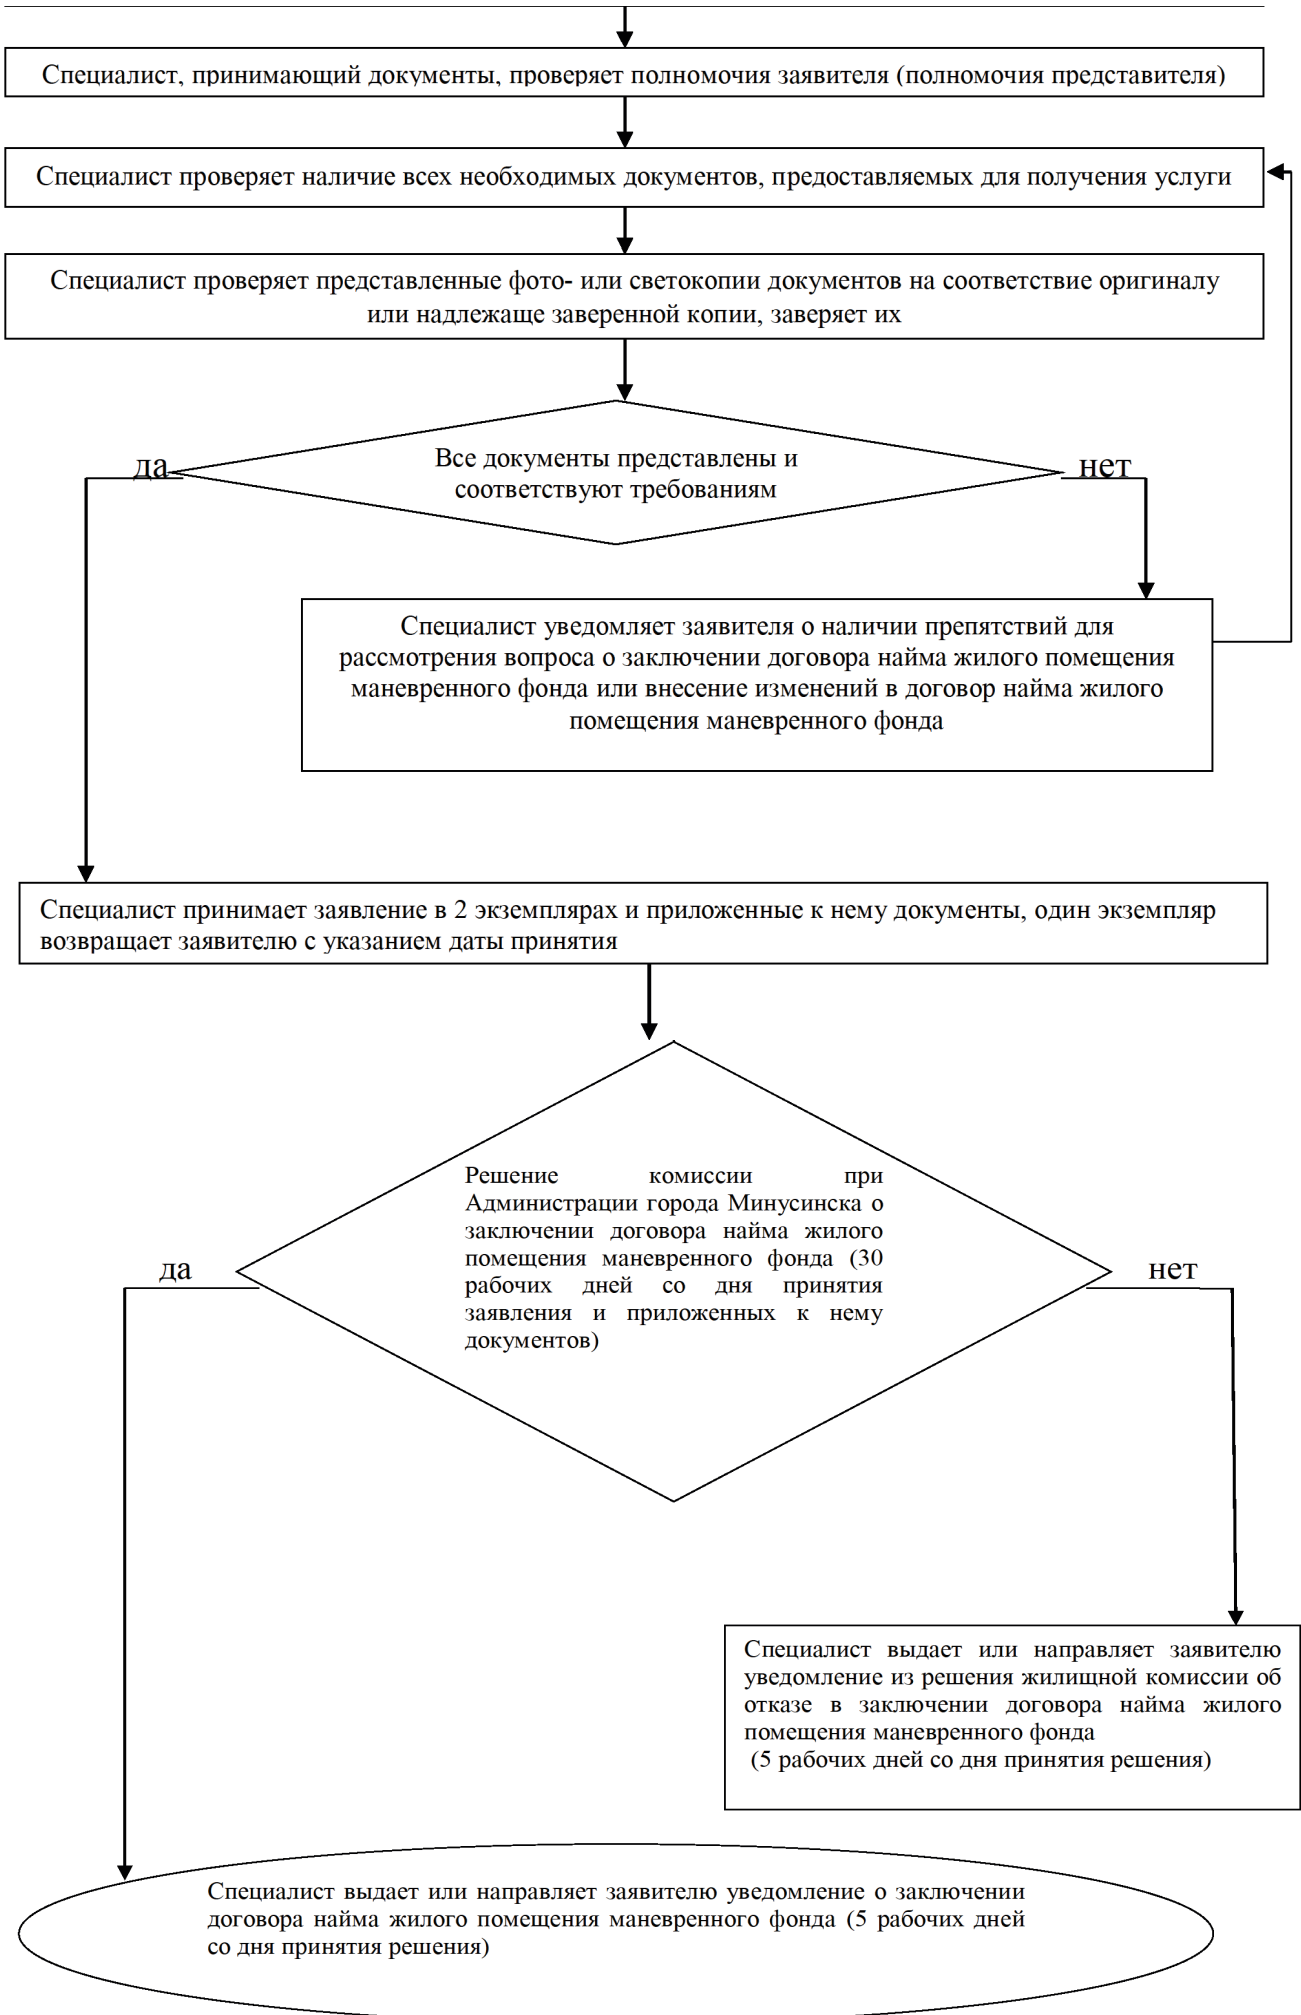 Специалист, принимающий документы, проверяет полномочия заявителя (полномочия представителя)
Специалист проверяет наличие всех необходимых документов, предоставляемых для получения услуги
Специалист проверяет представленные фото- или светокопии документов на соответствие оригиналу
или надлежаще заверенной копии, заверяет их
Все документы представлены и
соответствуют требованиям
да
нет
Специалист уведомляет заявителя о наличии препятствий для
рассмотрения вопроса о заключении договора найма жилого помещения
маневренного фонда или внесение изменений в договор найма жилого
помещения маневренного фонда
Специалист принимает заявление в 2 экземплярах и приложенные к нему документы, один экземпляр
возвращает заявителю с указанием даты принятия
Решение комиссии при
Администрации города Минусинска о
заключении договора найма жилого
помещения маневренного фонда (30
рабочих дней со дня принятия
заявления и приложенных к нему
документов)
да
нет
Специалист выдает или направляет заявителю
уведомление из решения жилищной комиссии об
отказе в заключении договора найма жилого
помещения маневренного фонда
(5 рабочих дней со дня принятия решения)
Специалист выдает или направляет заявителю уведомление о заключении
договора найма жилого помещения маневренного фонда (5 рабочих дней
со дня принятия решения)